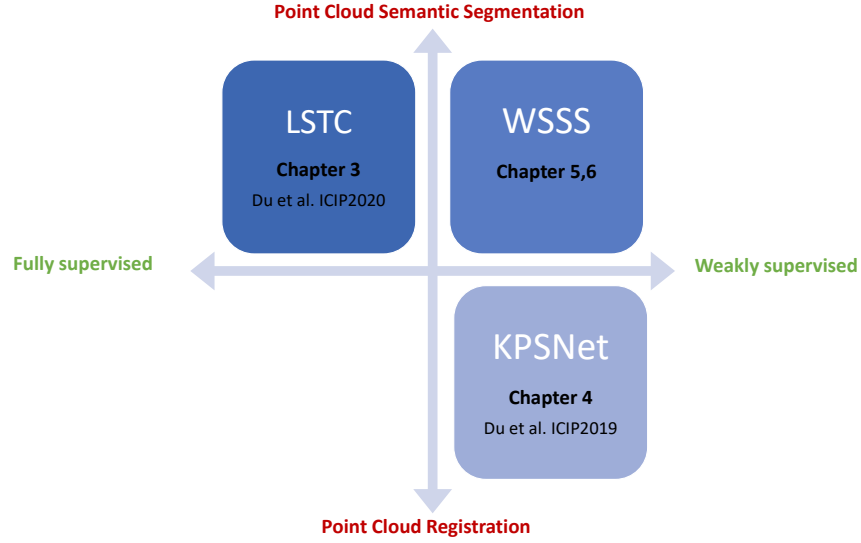 Point Cloud Semantic Segmentation
LSTC
Chapter 3
Du et al. ICIP2020
WSSS
Chapter 5,6
Fully supervised
Weakly supervised
KPSNet
Chapter 4
Du et al. ICIP2019
Point Cloud Registration